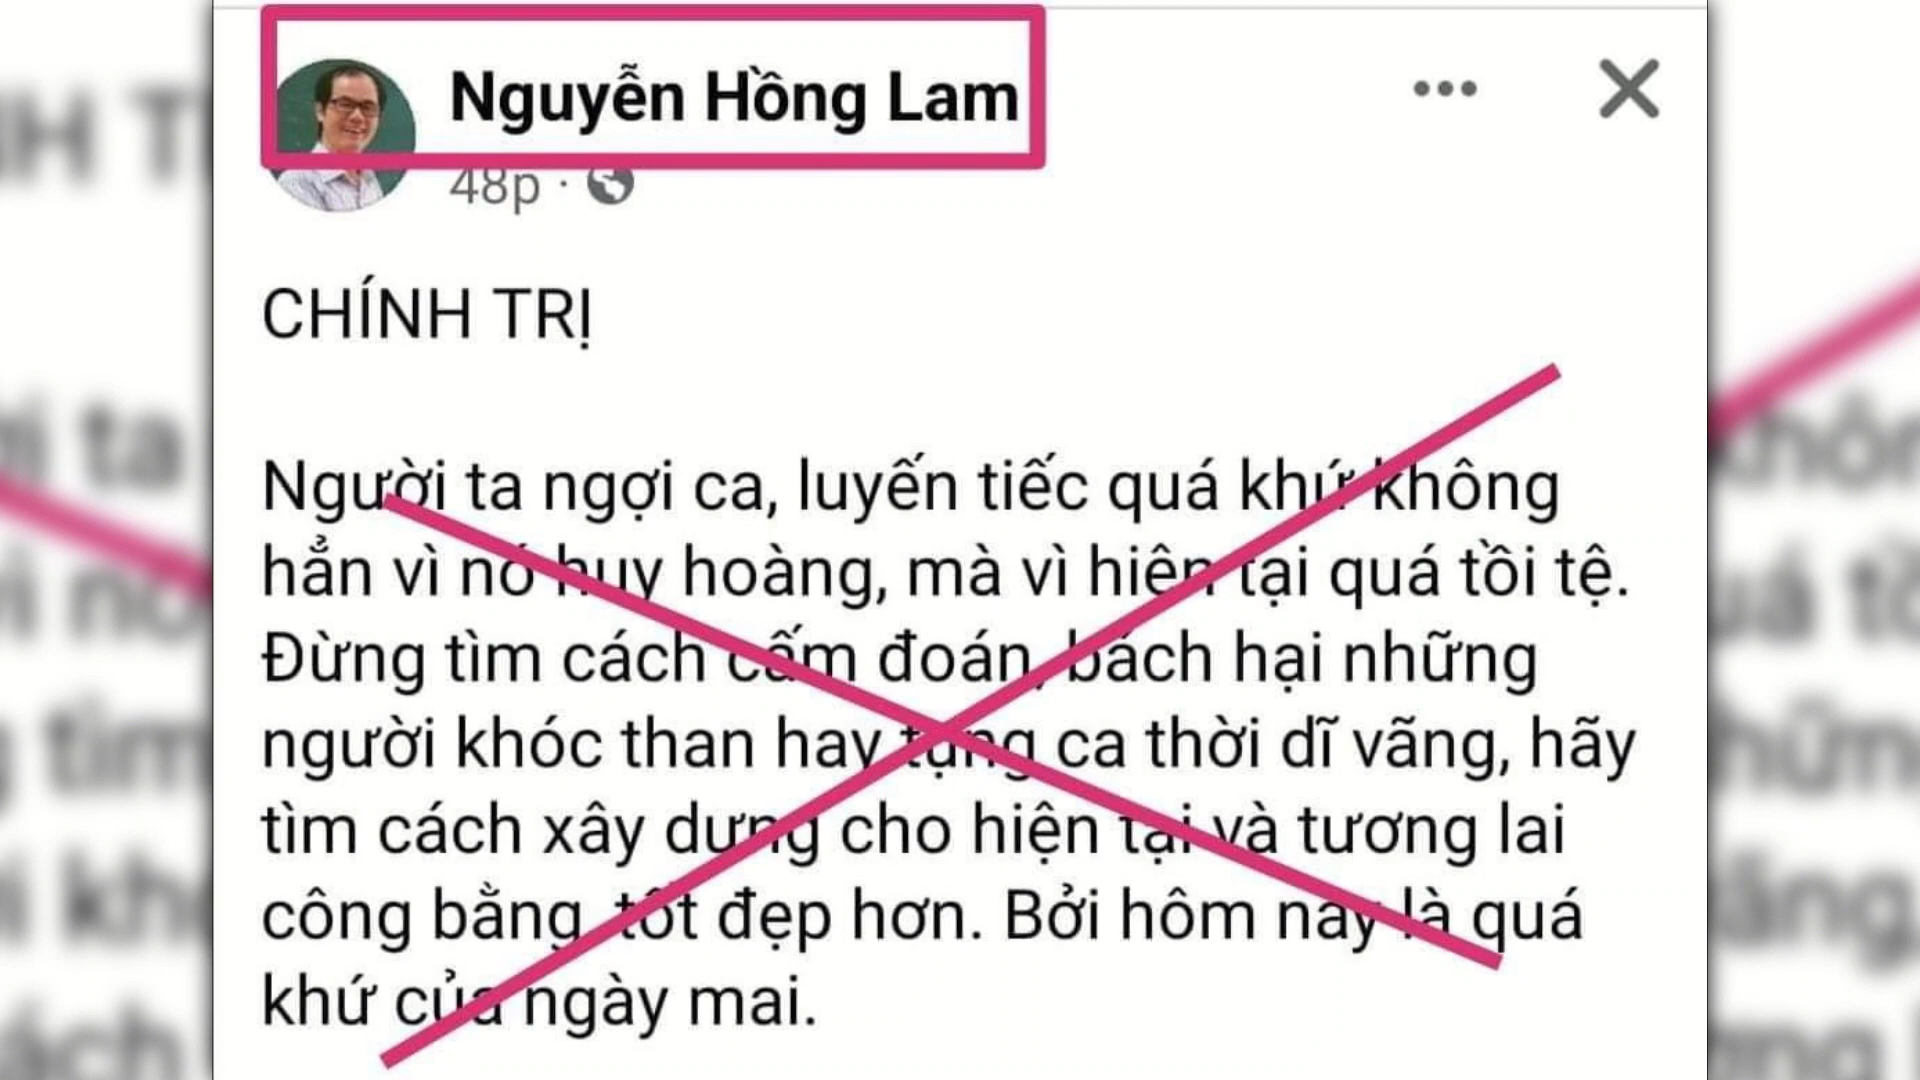 Nguyễn Hồng Lam
48p ·
CHÍNH TRỊ
Người ta ngợi ca, luyến tiếc quá khứ không
hẳn vì nó huy hoàng, mà vì hiện tại quá tồi tệ.
Đừng tìm cách cấm đoán, bách hại những
người khóc than hay tụng ca thời dĩ vãng, hãy
tìm cách xây dựng cho hiện tại và tương lai
công bằng, tốt đẹp hơn. Bởi hôm nay là quá
khứ của ngày mai.